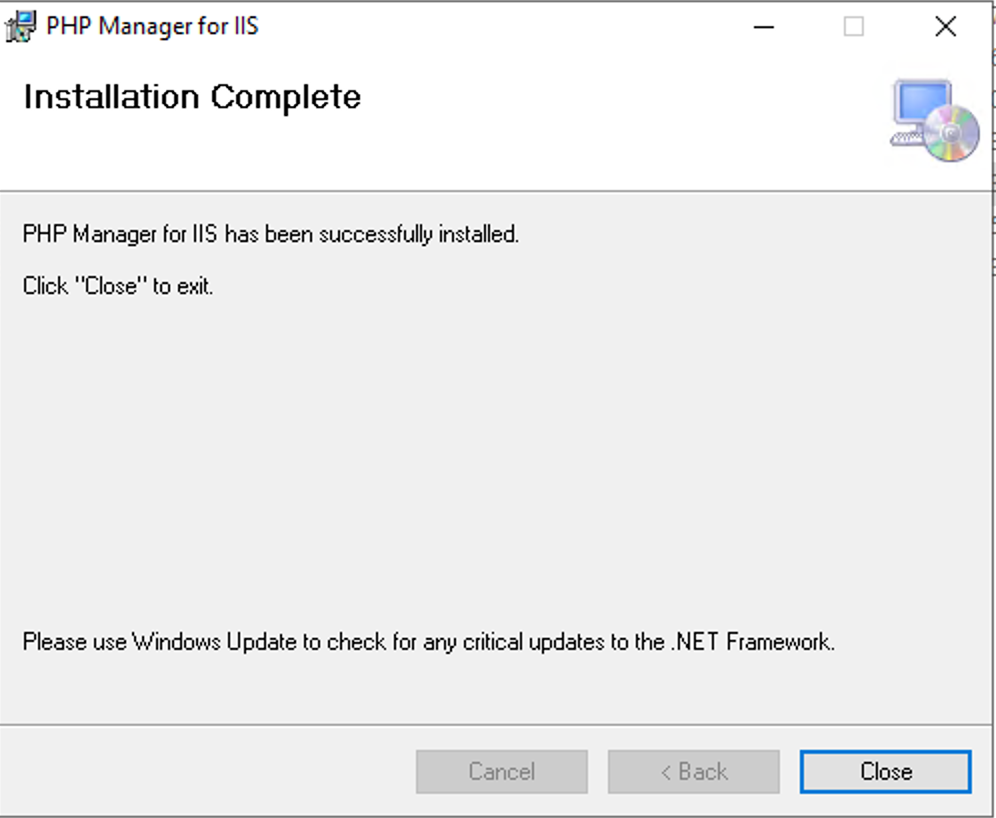 PHP Manager for IIS
Installation Complete
PHP Manager for IIS has been successfully installed.
Click "Close" to exit.
Please use Windows Update to check for any critical updates to the .NET Framework.
Cancel
< Back
Close